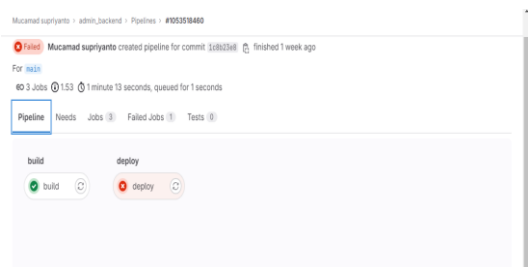 Mucamad supriyanto > admin_backend > Pipelines > #1053518460
Failed Mucamad supriyanto created pipeline for commit 1c8b23e8 finished 1 week ago
For main
3 Jobs 1.53 1 minute 13 seconds, queued for 1 seconds
Pipeline Needs Jobs 3 Failed Jobs 1 Tests 0
build deploy
build deploy